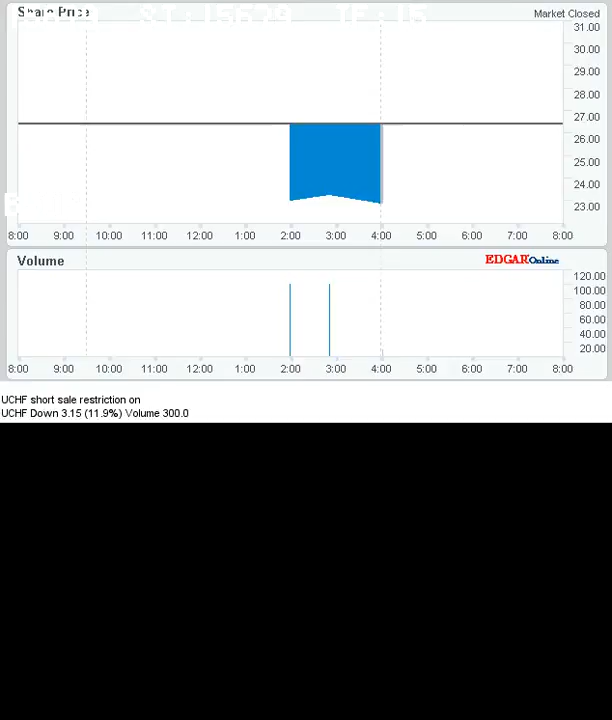 Share Price
Market Closed
31.00
30.00
29.00
28.00
27.00
26.00
25.00
24.00
23.00
8:00 9:00 10:00 11:00 12:00 1:00 2:00 3:00 4:00 5:00 6:00 7:00 8:00
Volume
EDGAR Online
120.00
100.00
80.00
60.00
40.00
20.00
8:00 9:00 10:00 11:00 12:00 1:00 2:00 3:00 4:00 5:00 6:00 7:00 8:00
UCHF short sale restriction on
UCHF Down 3.15 (11.9%) Volume 300.0